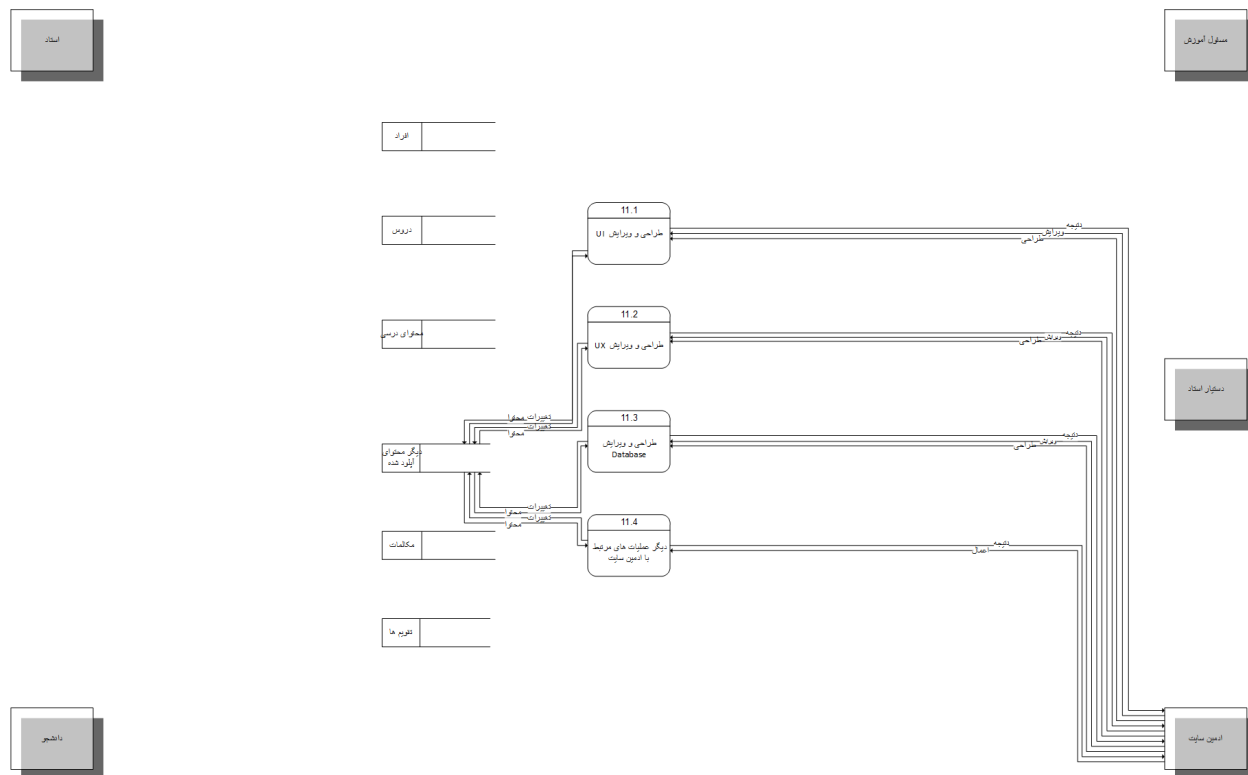 استاد
مسئول آموزش
افراد
11.1
طراحی و ویرایش UI
دروس
نتیجه
ویرایش
طراحی
11.2
طراحی و ویرایش UX
محتوای درسی
نتیجه
ویرایش
طراحی
دستیار استاد
11.3
طراحی و ویرایش
Database
تغییرات
محتوا
تغییرات
محتوا
نتیجه
ویرایش
طراحی
دیگر محتوای
آپلود شده
تغییرات
محتوا
تغییرات
محتوا
11.4
دیگر عملیات های مرتبط
با ادمین سایت
مکالمات
نتیجه
اعمال
تقویم ها
دانشجو
ادمین سایت